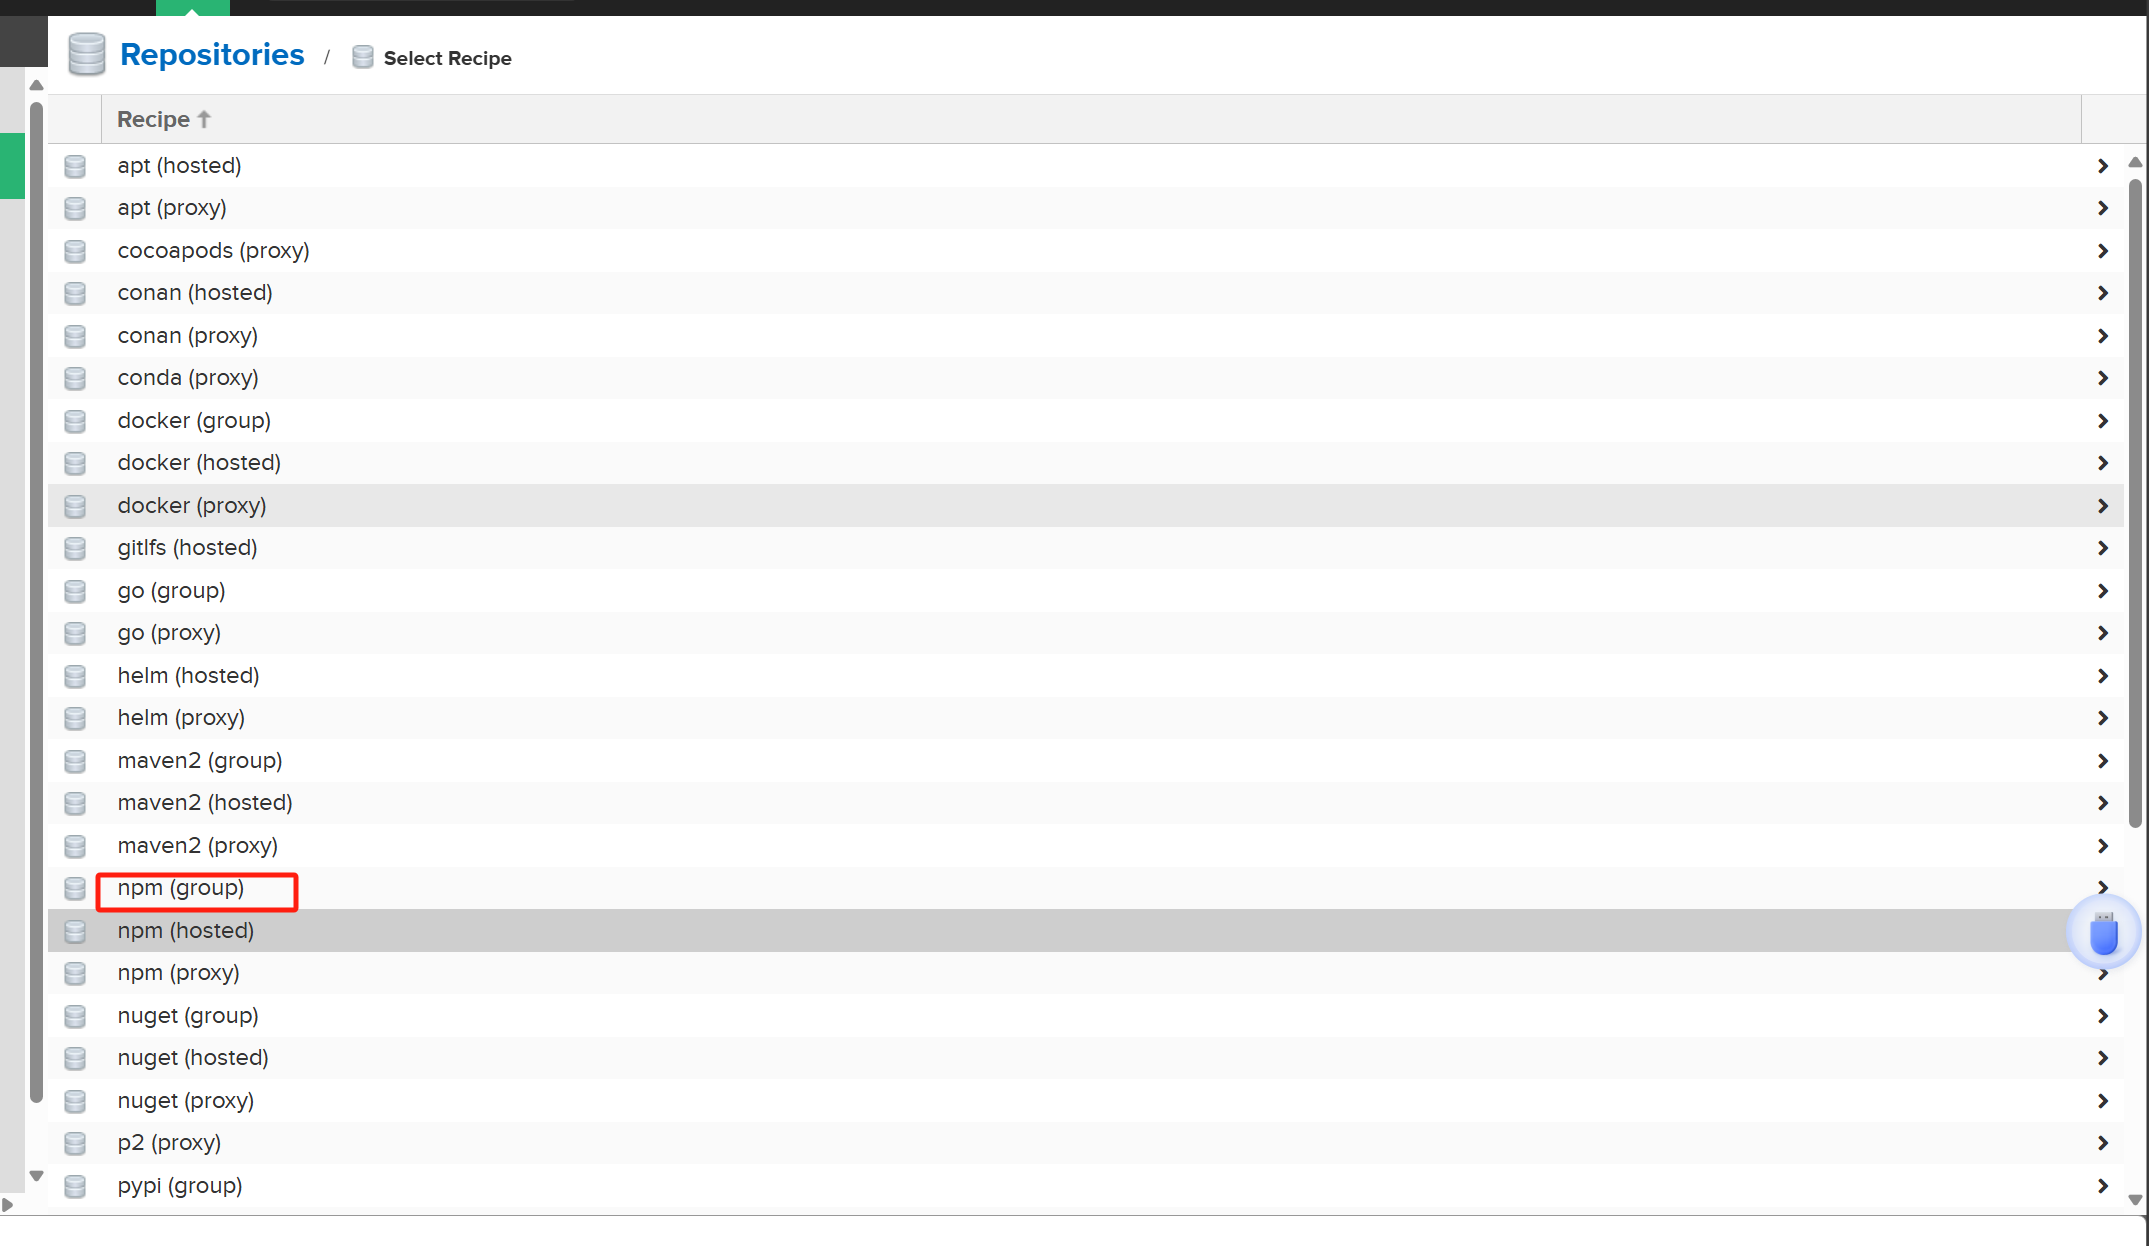 Repositories / Select Recipe
Recipe
apt (hosted)
apt (proxy)
cocoapods (proxy)
conan (hosted)
conan (proxy)
conda (proxy)
docker (group)
docker (hosted)
docker (proxy)
gitlfs (hosted)
go (group)
go (proxy)
helm (hosted)
helm (proxy)
maven2 (group)
maven2 (hosted)
maven2 (proxy)
npm (group)
npm (hosted)
npm (proxy)
nuget (group)
nuget (hosted)
nuget (proxy)
p2 (proxy)
pypi (group)